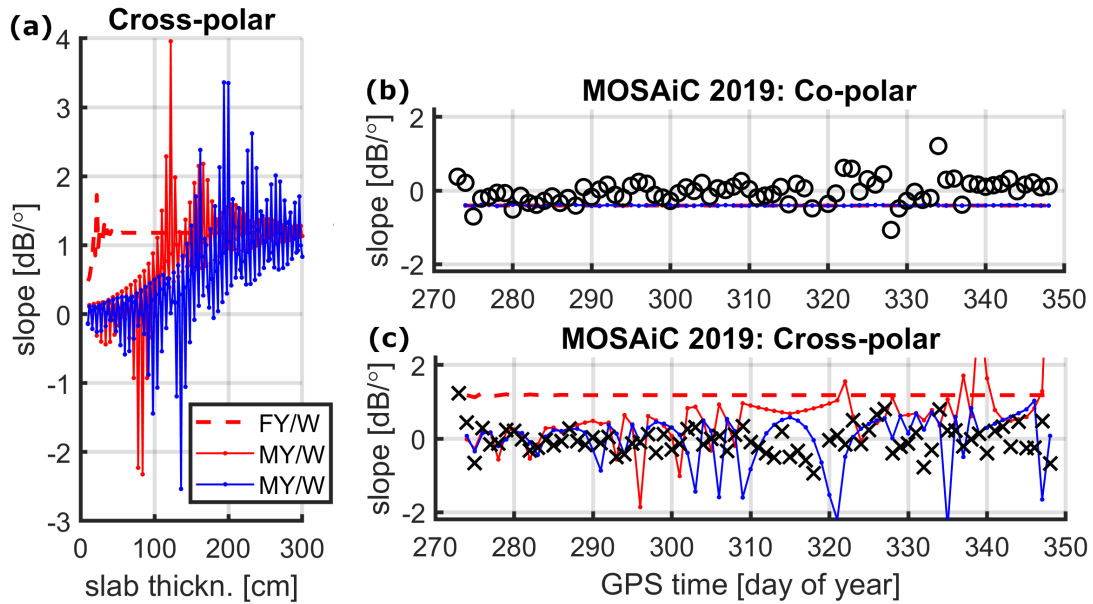 (a)
Cross-polar
4
3
2
1
0
-1
-2
-3
slope [dB/°]
0 100 200 300
slab thickn. [cm]
FY/W
MY/W
MY/W
(b)
MOSAiC 2019: Co-polar
2
0
-2
slope [dB/°]
270 280 290 300 310 320 330 340 350
(c)
MOSAiC 2019: Cross-polar
2
0
-2
slope [dB/°]
270 280 290 300 310 320 330 340 350
GPS time [day of year]